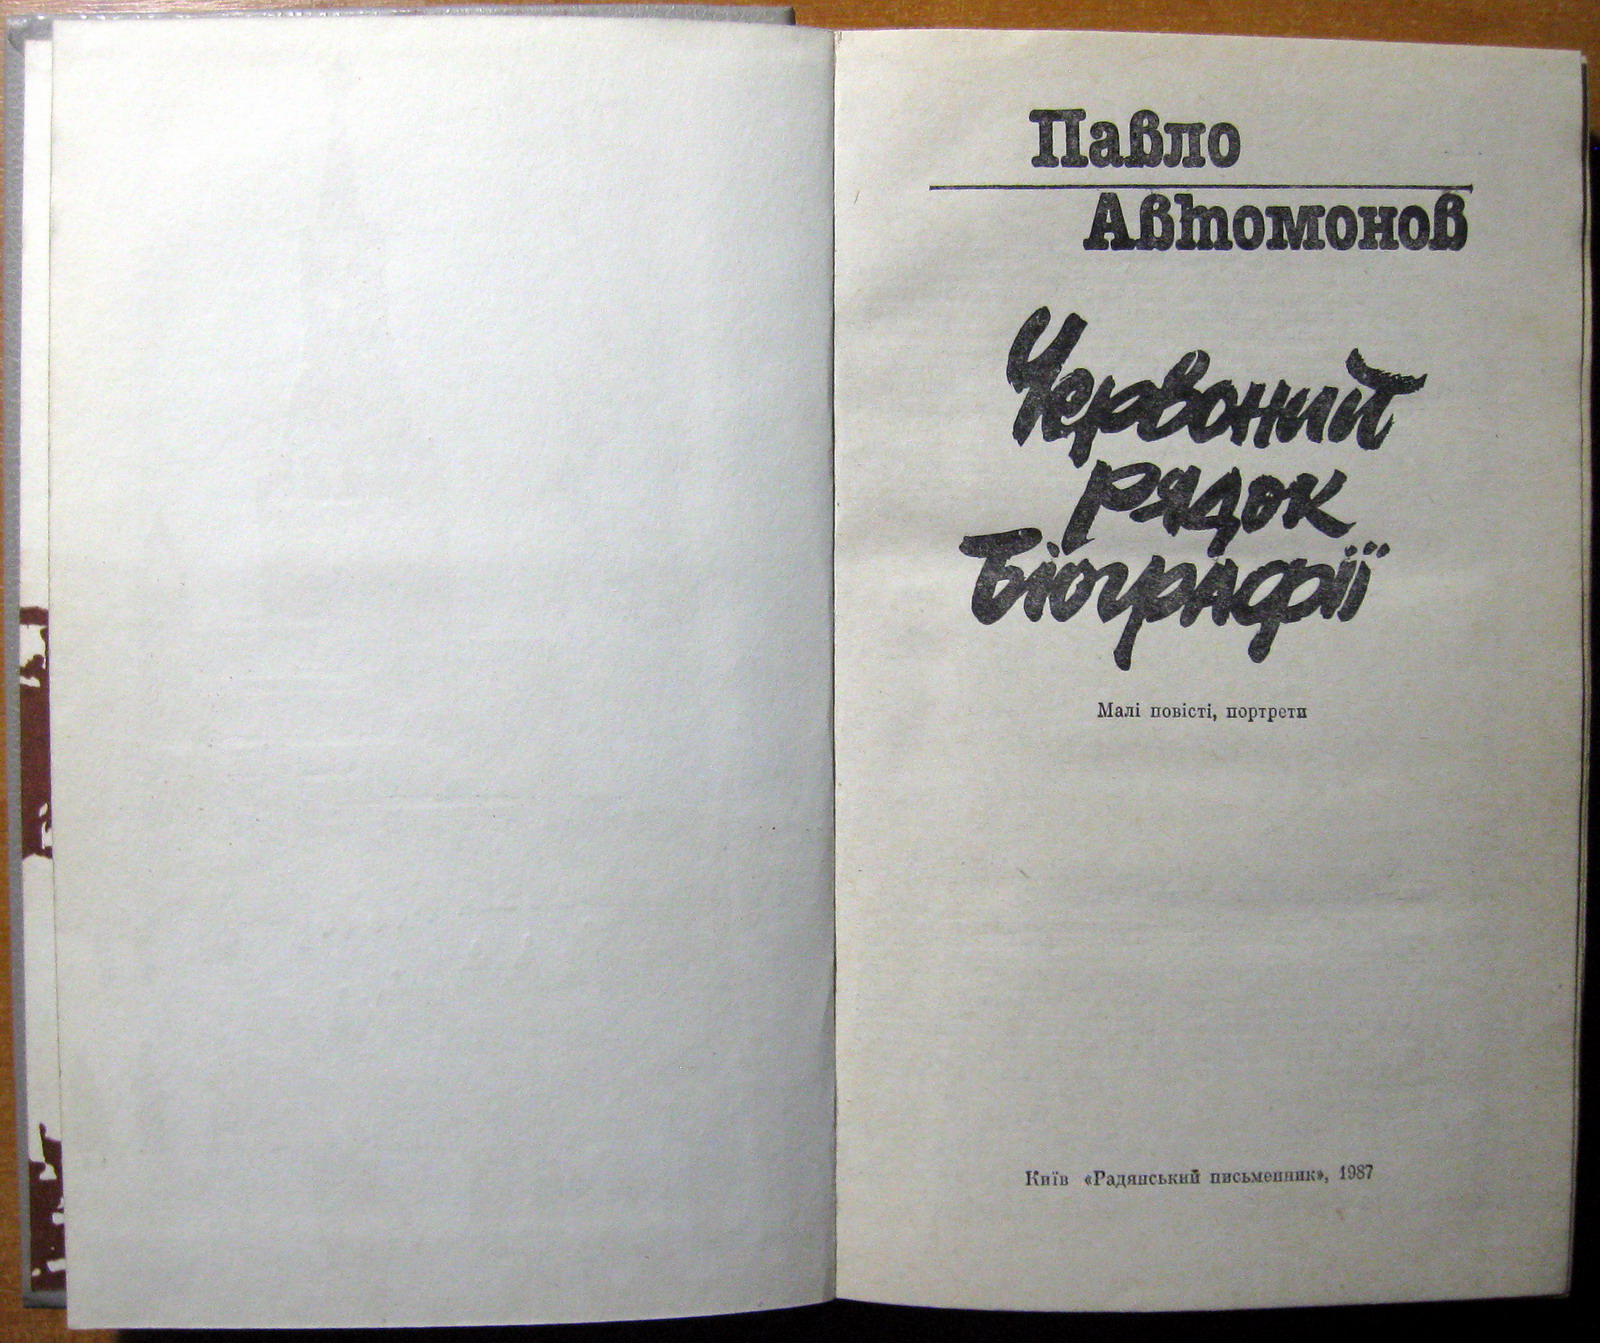 Павло
Автомонов
Червоний
рядок
біографії
Малі повісті, портрети
Київ «Радянський письменник», 1987